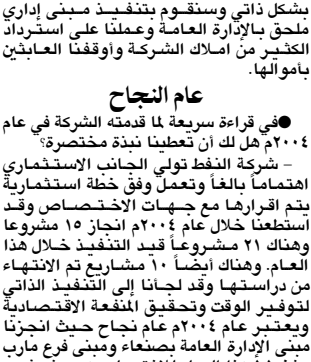 بشكل ذاتي وسنقوم بتنفيذ مبنى إداري
ملحق بالإدارة العامة وعملنا على استرداد
الكثير من املاك الشركة وأوقفنا العابثين
بأموالها.
عام النجاح
●في قراءة سريعة لما قدمته الشركة في عام
٢٠٠٤م هل لك أن تعطينا نبذة مختصرة؟
- شركة النفط تولي الجانب الاستثماري
اهتماماً بالغاً وتعمل وفق خطة استثمارية
يتم اقرارها مع جهات الاختصاص وقد
استطعنا خلال عام ٢٠٠٤م انجاز ١٥ مشروعا
وهناك ٢١ مشروعاً قيد التنفيذ خلال هذا
العام. وهناك أيضاً ١٠ مشاريع تم الانتهاء
من دراستها وقد لجأنا إلى التنفيذ الذاتي
لتوفير الوقت وتحقيق المنفعة الاقتصادية
ويعتبر عام ٢٠٠٤م عام نجاح حيث انجزنا
مبنى الإدارة العامة بصنعاء ومبنى فرع مأرب